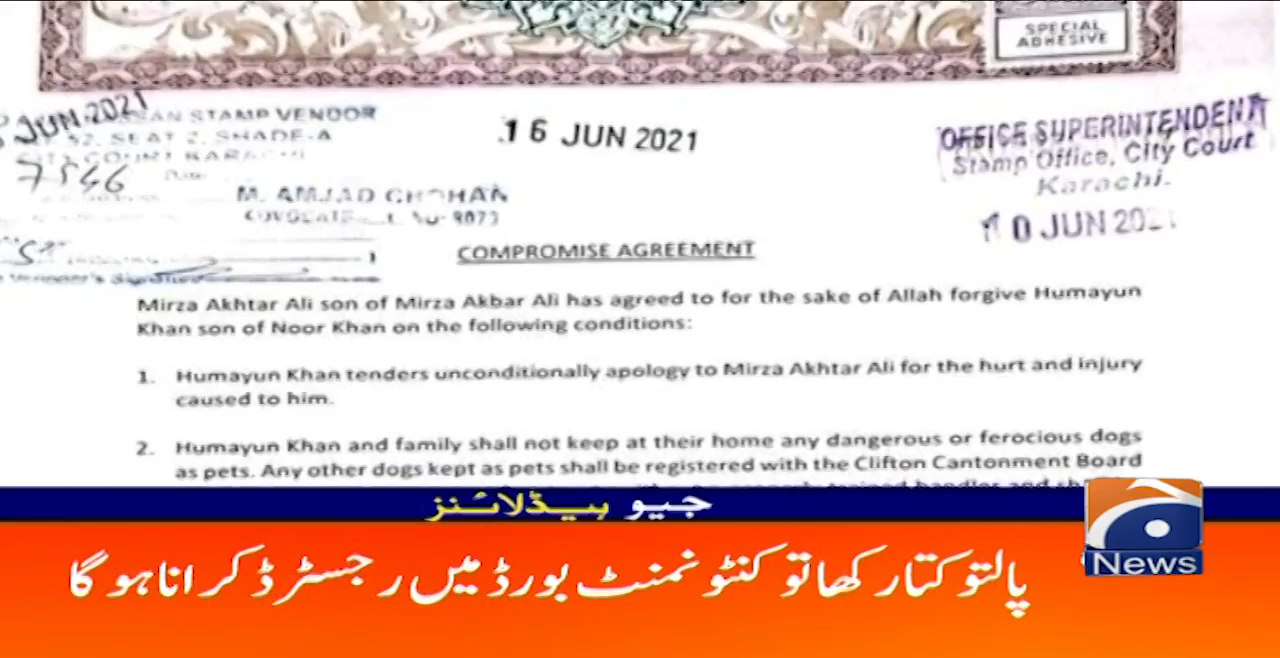 SPECIAL
ADHESIVE
JUN 2021
STAMP VENDOR
16 JUN 2021
OFFICE SUPERINTENDENT
Stamp Office, City Court
Karachi.
10 JUN 202
M. AMJAD
COMPROMISE AGREEMENT
Mirza Akhtar Ali son of Mirza Akbar Ali has agreed to for the sake of Allah forgive Humayun
Khan son of Noor Khan on the following conditions:
1. Humayun Khan tenders unconditionally apology to Mirza Akhtar Ali for the hurt and injury
caused to him.
2. Humayun Khan and family shall not keep at their home any dangerous or ferocious dogs
as pets. Any other dogs kept as pets shall be registered with the Clifton Cantonment Board
جیو ہیڈلائنز
News
پالتو کتا رکھا تو کنٹونمنٹ بورڈ میں رجسٹرڈ کرانا ہو گا